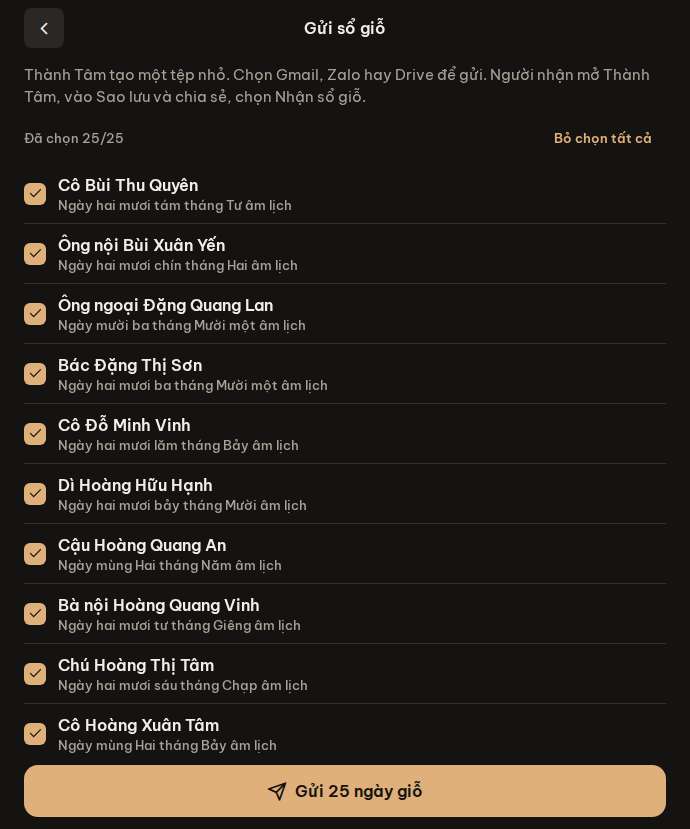 Gửi sổ giỗ
Thành Tâm tạo một tệp nhỏ. Chọn Gmail, Zalo hay Drive để gửi. Người nhận mở Thành
Tâm, vào Sao lưu và chia sẻ, chọn Nhận sổ giỗ.
Đã chọn 25/25
Bỏ chọn tất cả
Cô Bùi Thu Quyên
Ngày hai mươi tám tháng Tư âm lịch
Ông nội Bùi Xuân Yến
Ngày hai mươi chín tháng Hai âm lịch
Ông ngoại Đặng Quang Lan
Ngày mười ba tháng Mười một âm lịch
Bác Đặng Thị Sơn
Ngày hai mươi ba tháng Mười một âm lịch
Cô Đỗ Minh Vinh
Ngày hai mươi lăm tháng Bảy âm lịch
Dì Hoàng Hữu Hạnh
Ngày hai mươi bảy tháng Mười âm lịch
Cậu Hoàng Quang An
Ngày mùng Hai tháng Năm âm lịch
Bà nội Hoàng Quang Vinh
Ngày hai mươi tư tháng Giêng âm lịch
Chú Hoàng Thị Tâm
Ngày hai mươi sáu tháng Chạp âm lịch
Cô Hoàng Xuân Tâm
Ngày mùng Hai tháng Bảy âm lịch
Gửi 25 ngày giỗ